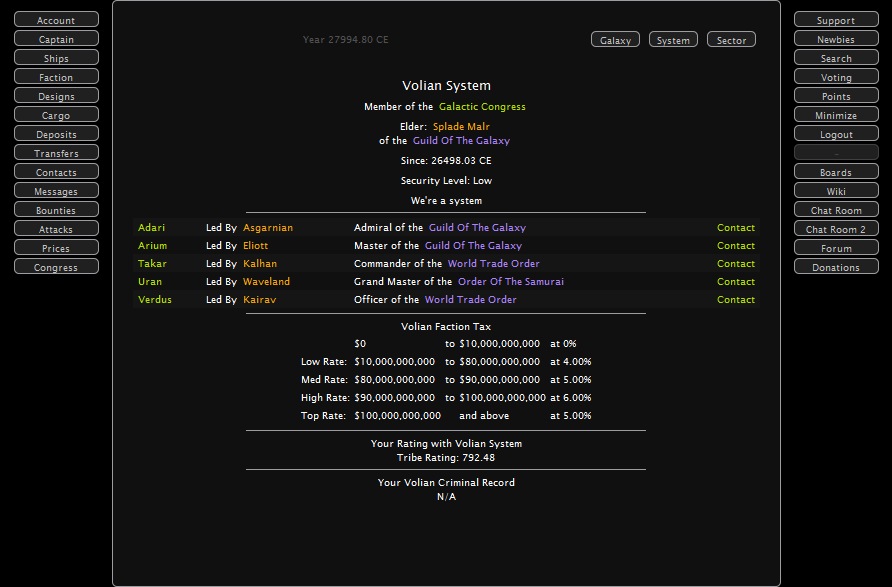 Account
Captain
Ships
Faction
Designs
Cargo
Deposits
Transfers
Contacts
Messages
Bounties
Attacks
Prices
Congress
Year 27994.80 CE
Galaxy System Sector
Volian System
Member of the Galactic Congress
Elder: Splade Malr
of the Guild Of The Galaxy
Since: 26498.03 CE
Security Level: Low
We're a system
Adari Led By Asgarnian Admiral of the Guild Of The Galaxy Contact
Arium Led By Eliott Master of the Guild Of The Galaxy Contact
Takar Led By Kalhan Commander of the World Trade Order Contact
Uran Led By Waveland Grand Master of the Order Of The Samurai Contact
Verdus Led By Kairav Officer of the World Trade Order Contact
Volian Faction Tax
$0 to $10,000,000,000 at 0%
Low Rate: $10,000,000,000 to $80,000,000,000 at 4.00%
Med Rate: $80,000,000,000 to $90,000,000,000 at 5.00%
High Rate: $90,000,000,000 to $100,000,000,000 at 6.00%
Top Rate: $100,000,000,000 and above at 5.00%
Your Rating with Volian System
Tribe Rating: 792.48
Your Volian Criminal Record
N/A
Support
Newbies
Search
Voting
Points
Minimize
Logout
-
Boards
Wiki
Chat Room
Chat Room 2
Forum
Donations